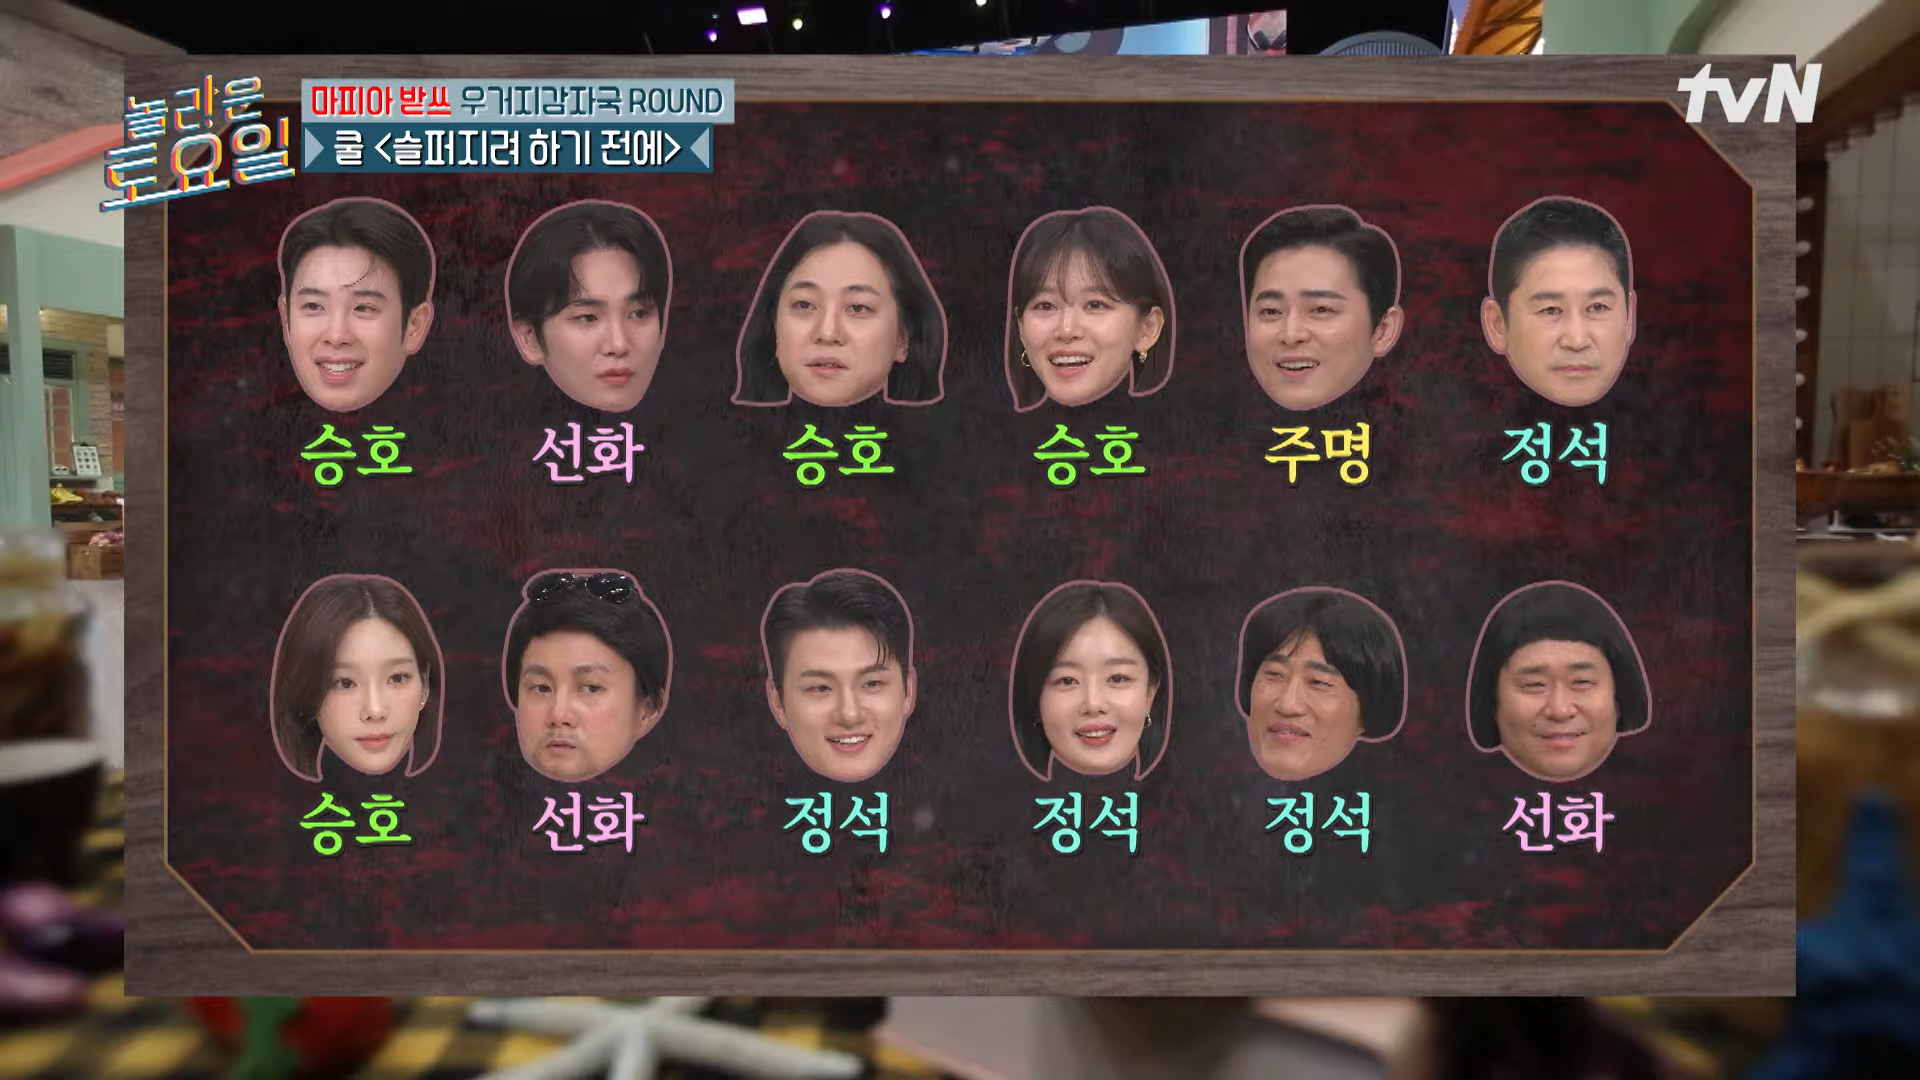 놀라운
토요일
마피아 받쓰 우거지감자국 ROUND
쿨 <슬퍼지려 하기 전에>
tvN
승호 선화 승호 승호 주명 정석
승호 선화 정석 정석 정석 선화